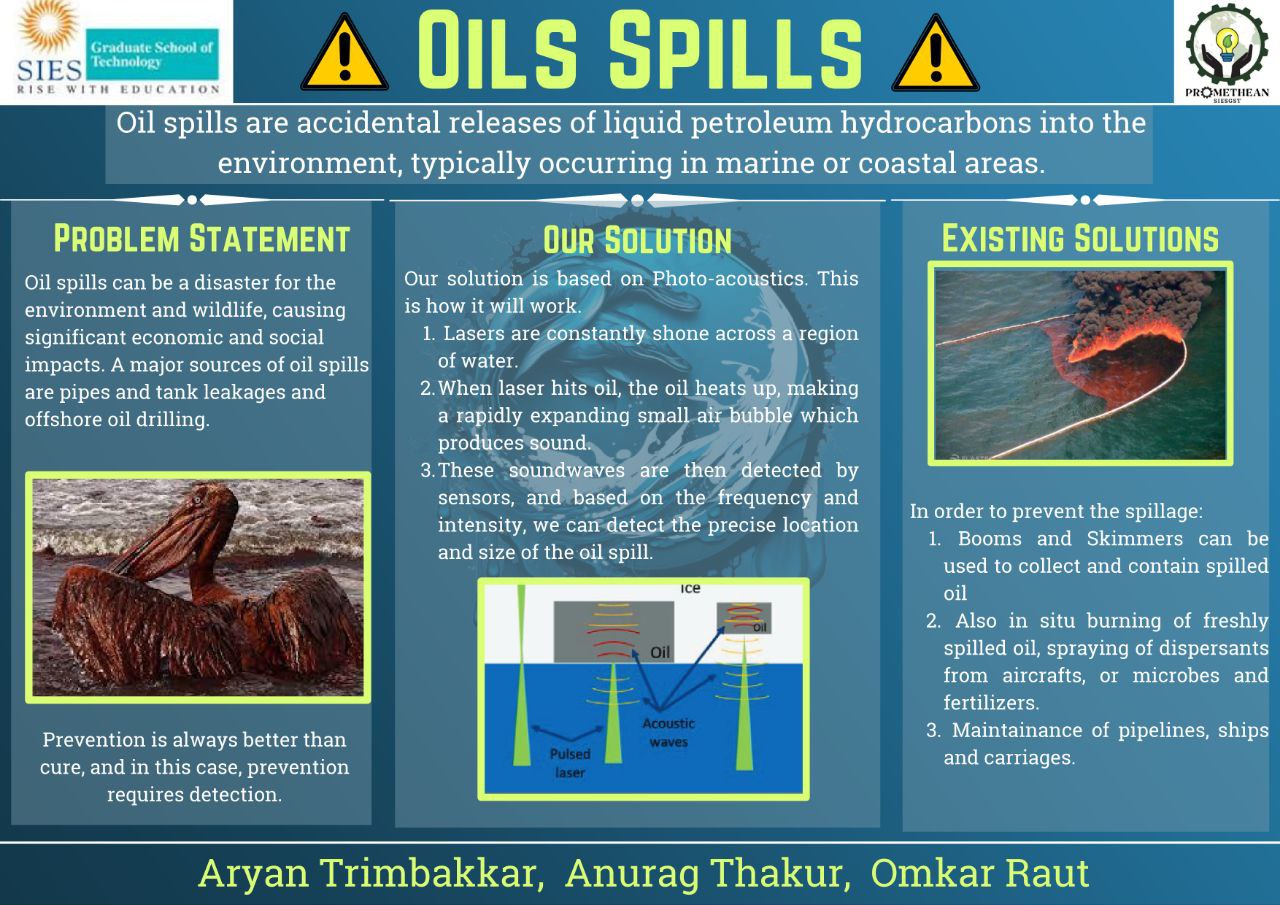 SIES
Graduate School of
Technology
RISE WITH EDUCATION
OILS SPILLS
PROMETHEAN
SIESGST
Oil spills are accidental releases of liquid petroleum hydrocarbons into the
environment, typically occurring in marine or coastal areas.
PROBLEM STATEMENT
Oil spills can be a disaster for the
environment and wildlife, causing
significant economic and social
impacts. A major sources of oil spills
are pipes and tank leakages and
offshore oil drilling.
Prevention is always better than
cure, and in this case, prevention
requires detection.
OUR SOLUTION
Our solution is based on Photo-acoustics. This
is how it will work.
1. Lasers are constantly shone across a region
of water.
2. When laser hits oil, the oil heats up, making
a rapidly expanding small air bubble which
produces sound.
3. These soundwaves are then detected by
sensors, and based on the frequency and
intensity, we can detect the precise location
and size of the oil spill.
Ice
Oil
Oil
Acoustic
waves
Pulsed
laser
EXISTING SOLUTIONS
In order to prevent the spillage:
1. Booms and Skimmers can be
used to collect and contain spilled
oil
2. Also in situ burning of freshly
spilled oil, spraying of dispersants
from aircrafts, or microbes and
fertilizers.
3. Maintainance of pipelines, ships
and carriages.
Aryan Trimbakkar, Anurag Thakur, Omkar Raut